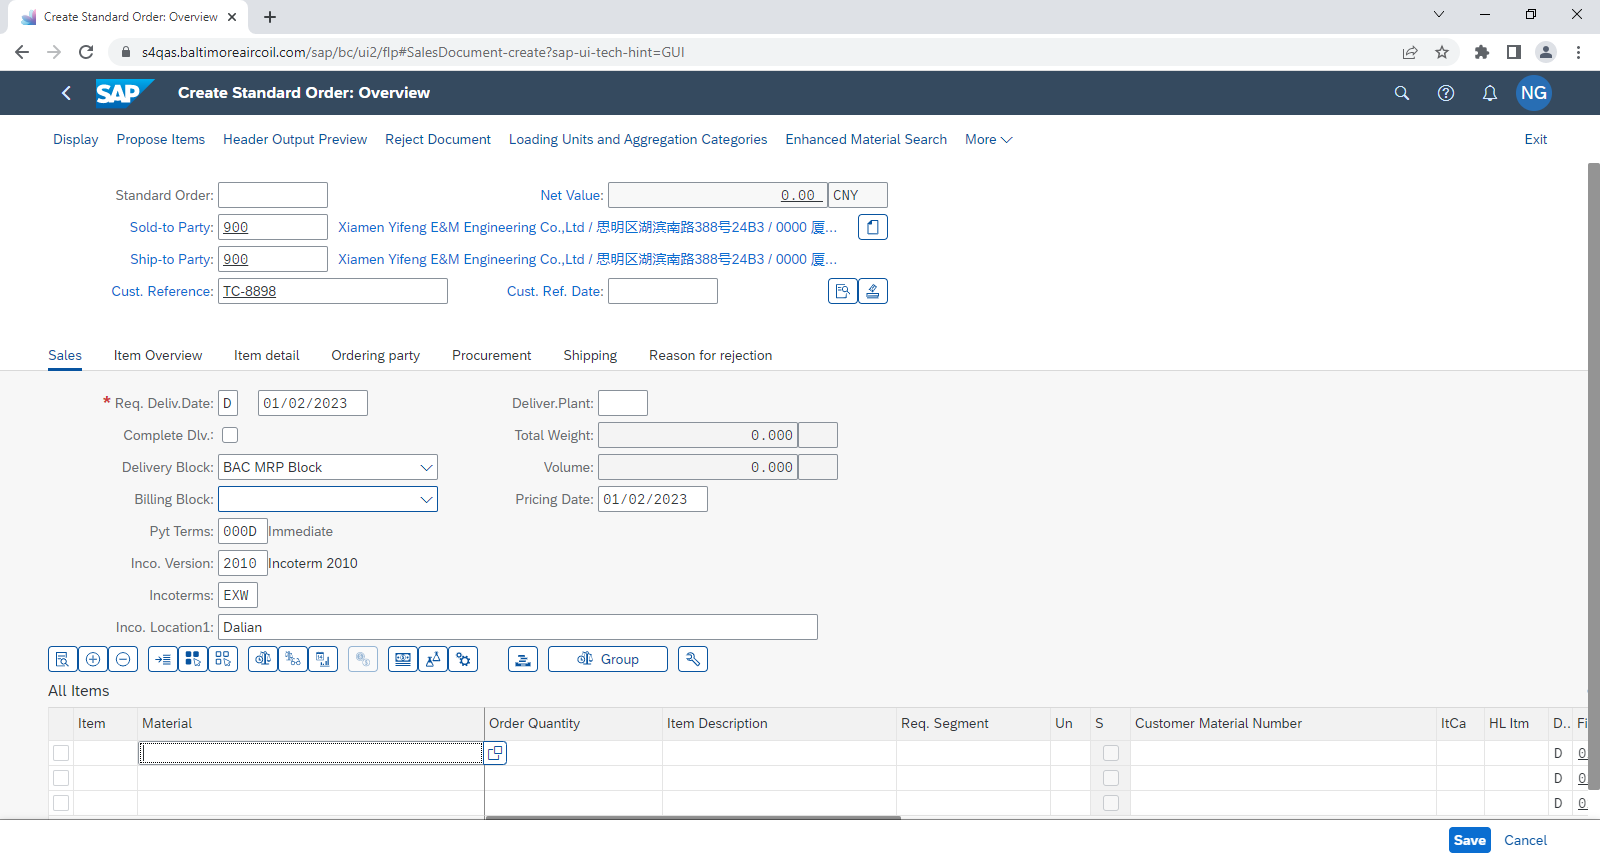 Create Standard Order: Overview
s4qas.baltimoreaircoil.com/sap/bc/ui2/flp#SalesDocument-create?sap-ui-tech-hint=GUI
SAP Create Standard Order: Overview NG
Display Propose Items Header Output Preview Reject Document Loading Units and Aggregation Categories Enhanced Material Search More Exit
Standard Order: Net Value: 0.00 CNY
Sold-to Party: 900 Xiamen Yifeng E&M Engineering Co.,Ltd / 思明区湖滨南路388号24B3 / 0000 厦...
Ship-to Party: 900 Xiamen Yifeng E&M Engineering Co.,Ltd / 思明区湖滨南路388号24B3 / 0000 厦...
Cust. Reference: TC-8898 Cust. Ref. Date:
Sales Item Overview Item detail Ordering party Procurement Shipping Reason for rejection
* Req. Deliv.Date: D 01/02/2023 Deliver.Plant:
Complete Dlv.: Total Weight: 0.000
Delivery Block: BAC MRP Block Volume: 0.000
Billing Block: Pricing Date: 01/02/2023
Pyt Terms: 000D Immediate
Inco. Version: 2010 Incoterm 2010
Incoterms: EXW
Inco. Location1: Dalian
Group
All Items
Item Material Order Quantity Item Description Req. Segment Un S Customer Material Number ItCa HL Itm D.. Fi
D 0
D 0
D 0
Save Cancel